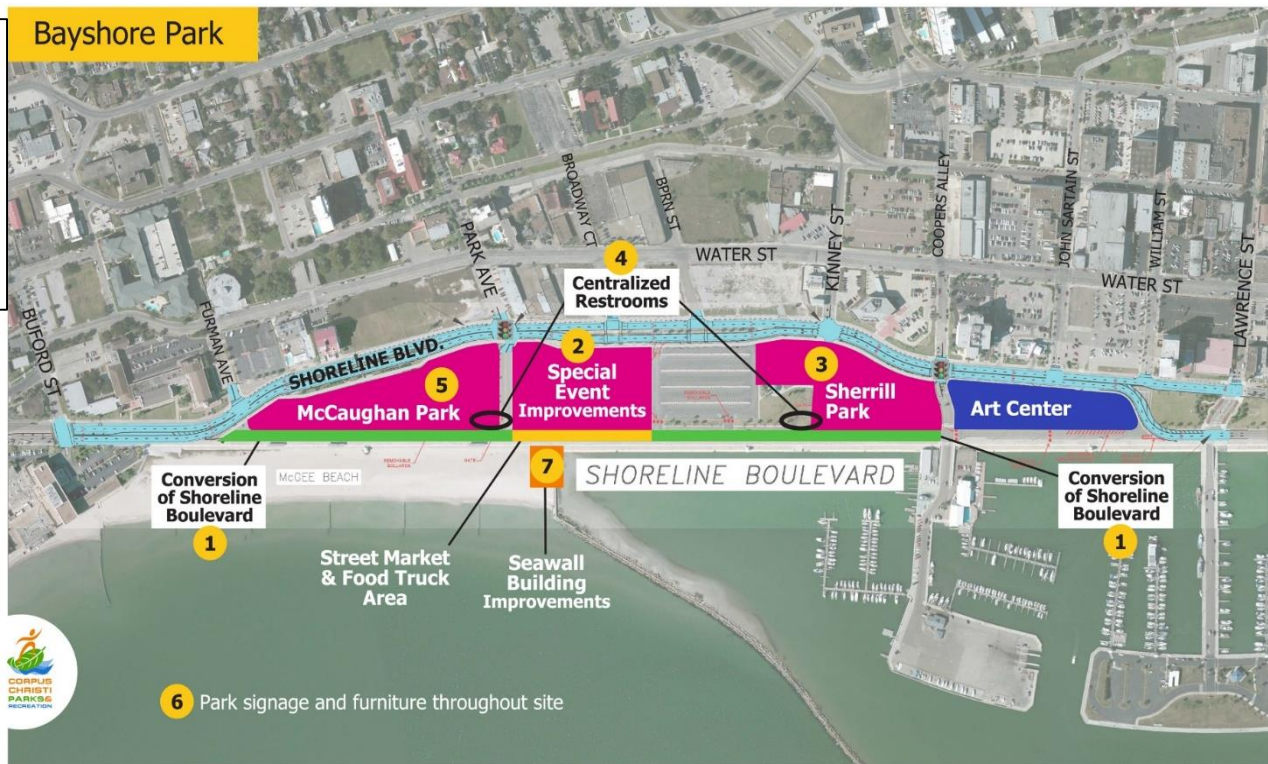 Bayshore Park
BROADWAY CT
BPRN ST
COOPERS ALLEY
JOHN SARTAIN ST
WILLIAM ST
KINNEY ST
LAWRENCE ST
PARK AVE
WATER ST
WATER ST
4
Centralized
Restrooms
FURMAN AVE
BUFORD ST
SHORELINE BLVD.
2
Special
Event
Improvements
3
Sherrill
Park
5
McCaughan Park
Art Center
REMOVABLE
BOLLARDS
GATE
McGEE BEACH
7
SHORELINE BOULEVARD
Conversion
of Shoreline
Boulevard
1
Conversion
of Shoreline
Boulevard
1
Street Market
& Food Truck
Area
Seawall
Building
Improvements
CORPUS
CHRISTI
PARKS&
RECREATION
6 Park signage and furniture throughout site